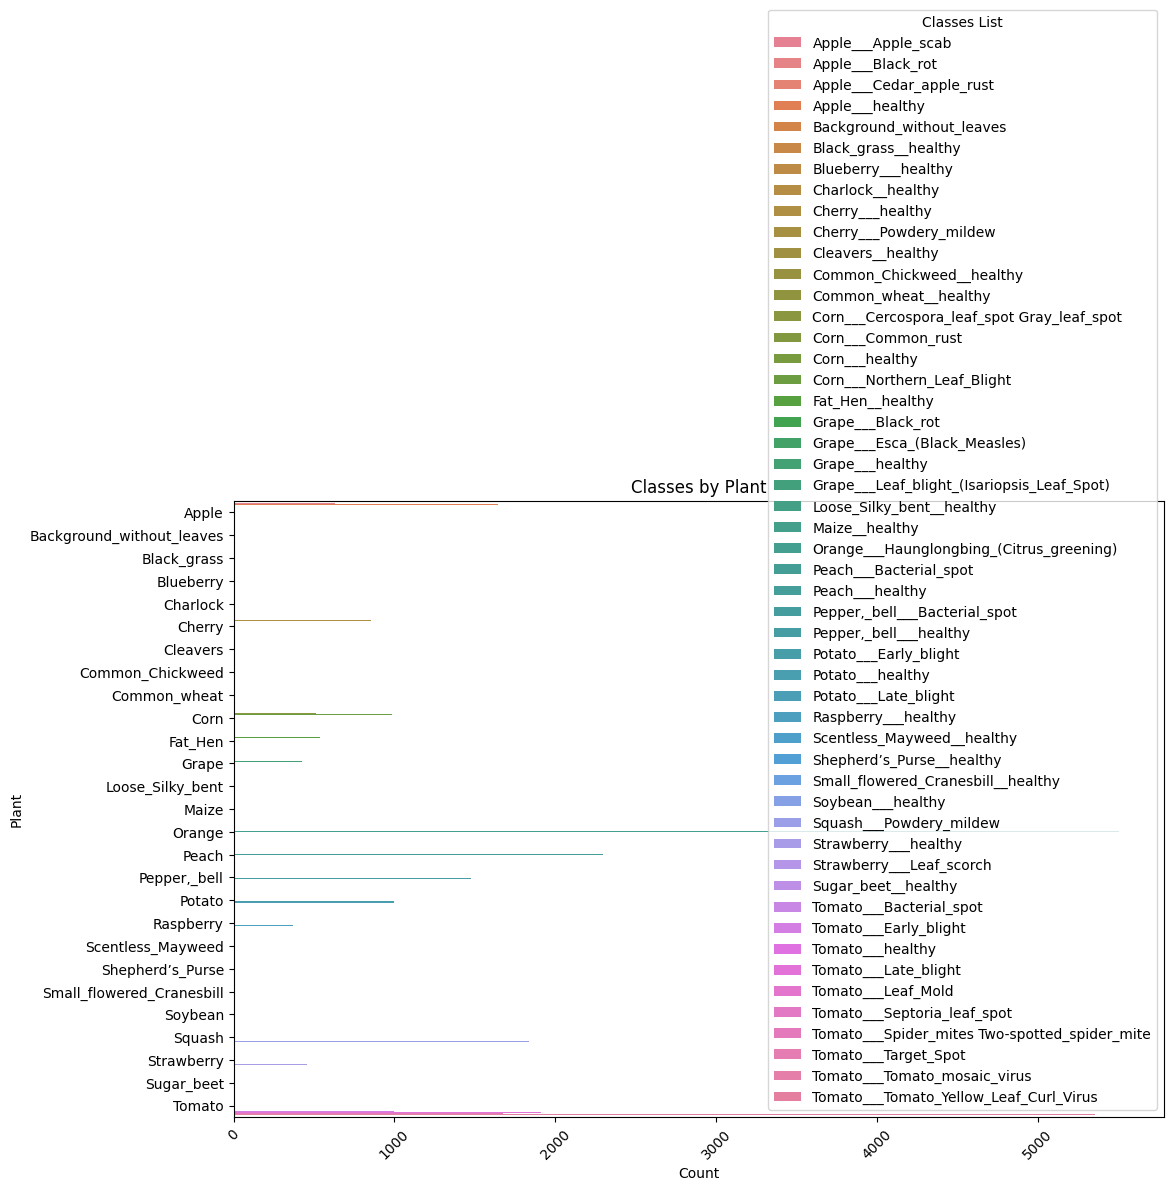 Classes List
Apple___Apple_scab
Apple___Black_rot
Apple___Cedar_apple_rust
Apple___healthy
Background_without_leaves
Black_grass__healthy
Blueberry___healthy
Charlock__healthy
Cherry___healthy
Cherry___Powdery_mildew
Cleavers__healthy
Common_Chickweed__healthy
Common_wheat__healthy
Corn___Cercospora_leaf_spot Gray_leaf_spot
Corn___Common_rust
Corn___healthy
Corn___Northern_Leaf_Blight
Fat_Hen__healthy
Grape___Black_rot
Grape___Esca_(Black_Measles)
Grape___healthy
Grape___Leaf_blight_(Isariopsis_Leaf_Spot)
Loose_Silky_bent__healthy
Maize__healthy
Orange___Haunglongbing_(Citrus_greening)
Peach___Bacterial_spot
Peach___healthy
Pepper,_bell___Bacterial_spot
Pepper,_bell___healthy
Potato___Early_blight
Potato___healthy
Potato___Late_blight
Raspberry___healthy
Scentless_Mayweed__healthy
Shepherd’s_Purse__healthy
Small_flowered_Cranesbill__healthy
Soybean___healthy
Squash___Powdery_mildew
Strawberry___healthy
Strawberry___Leaf_scorch
Sugar_beet__healthy
Tomato___Bacterial_spot
Tomato___Early_blight
Tomato___healthy
Tomato___Late_blight
Tomato___Leaf_Mold
Tomato___Septoria_leaf_spot
Tomato___Spider_mites Two-spotted_spider_mite
Tomato___Target_Spot
Tomato___Tomato_mosaic_virus
Tomato___Tomato_Yellow_Leaf_Curl_Virus
Classes by Plant
Plant
Apple
Background_without_leaves
Black_grass
Blueberry
Charlock
Cherry
Cleavers
Common_Chickweed
Common_wheat
Corn
Fat_Hen
Grape
Loose_Silky_bent
Maize
Orange
Peach
Pepper,_bell
Potato
Raspberry
Scentless_Mayweed
Shepherd’s_Purse
Small_flowered_Cranesbill
Soybean
Squash
Strawberry
Sugar_beet
Tomato
0
1000
2000
3000
4000
5000
Count